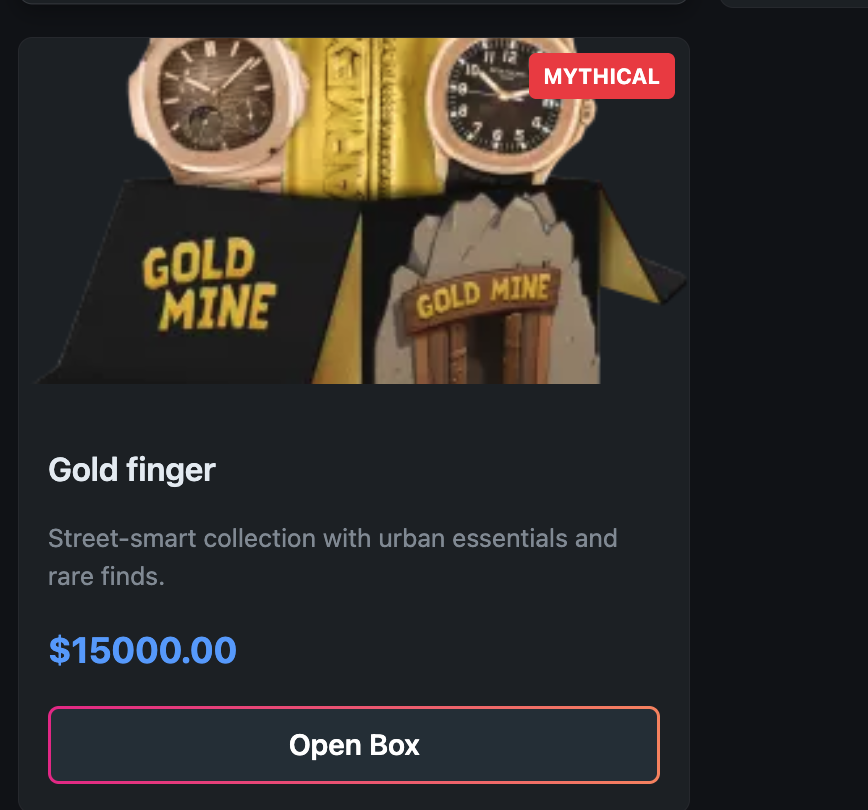 MYTHICAL
GOLD
MINE
GOLD MINE
Gold finger
Street-smart collection with urban essentials and
rare finds.
$15000.00
Open Box